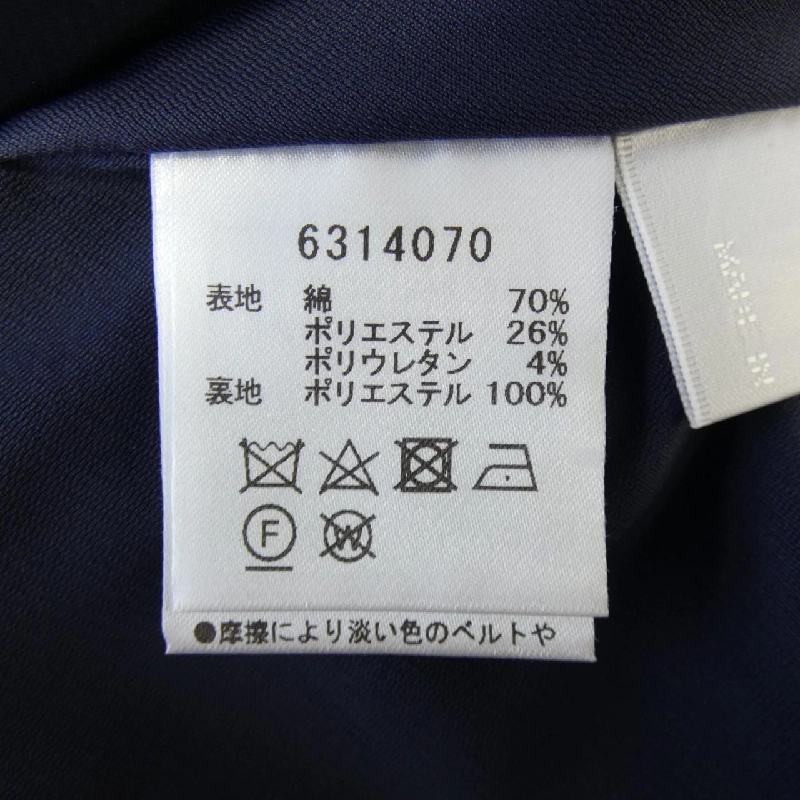 6314070
表地 綿 70%
ポリエステル 26%
ポリウレタン 4%
裏地 ポリエステル 100%
F
W
●摩擦により淡い色のベルトや
MADE IN